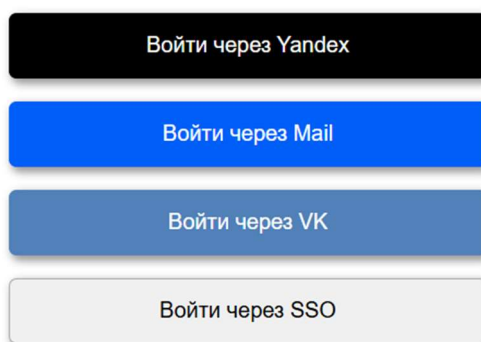 Войти через Yandex
Войти через Mail
Войти через VK
Войти через SSO